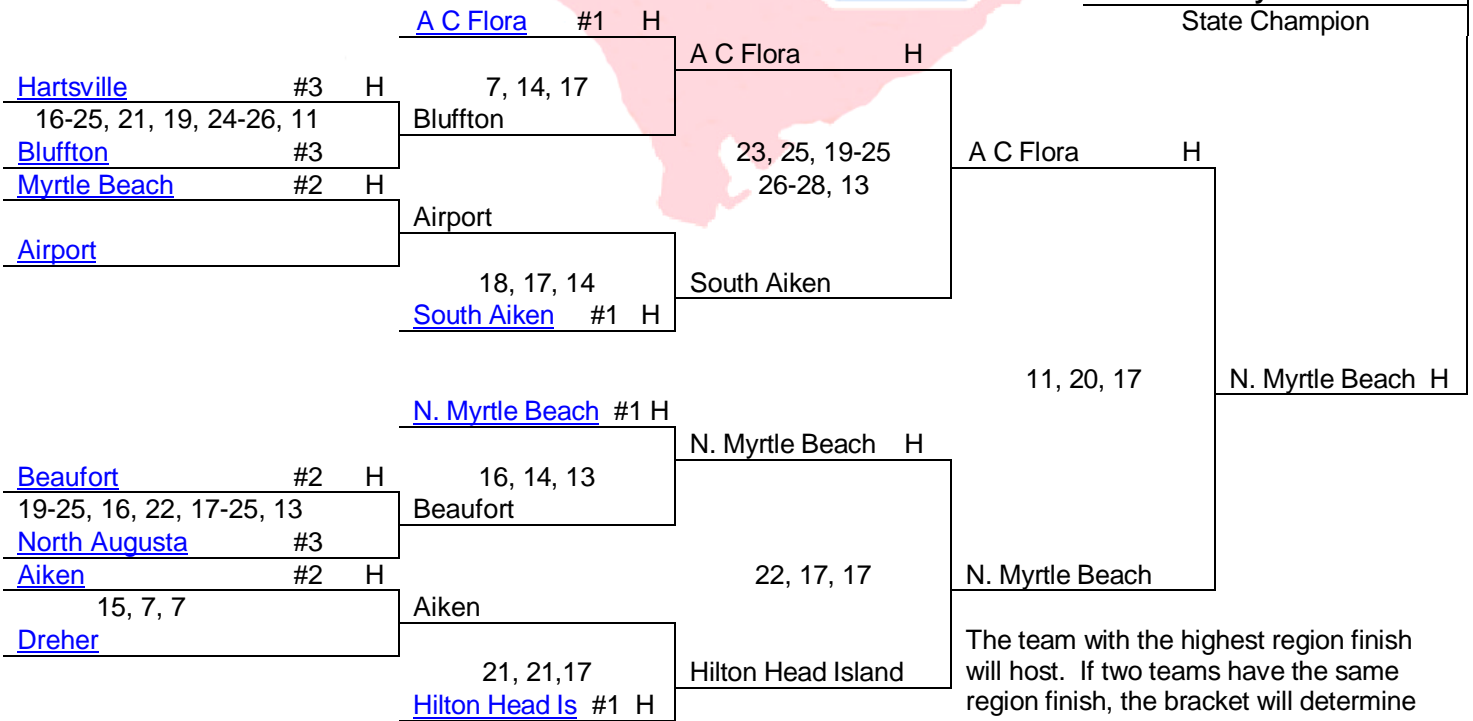 State Champion
A C Flora #1 H
A C Flora H
Hartsville #3 H
7, 14, 17
16-25, 21, 19, 24-26, 11
Bluffton
Bluffton #3
23, 25, 19-25
A C Flora H
Myrtle Beach #2 H
26-28, 13
Airport
Airport
18, 17, 14
South Aiken
South Aiken #1 H
11, 20, 17
N. Myrtle Beach H
N. Myrtle Beach #1 H
N. Myrtle Beach H
Beaufort #2 H
16, 14, 13
19-25, 16, 22, 17-25, 13
Beaufort
North Augusta #3
Aiken #2 H
22, 17, 17
N. Myrtle Beach
15, 7, 7
Aiken
Dreher
The team with the highest region finish
21, 21,17
Hilton Head Island
will host. If two teams have the same
Hilton Head Is #1 H
region finish, the bracket will determine